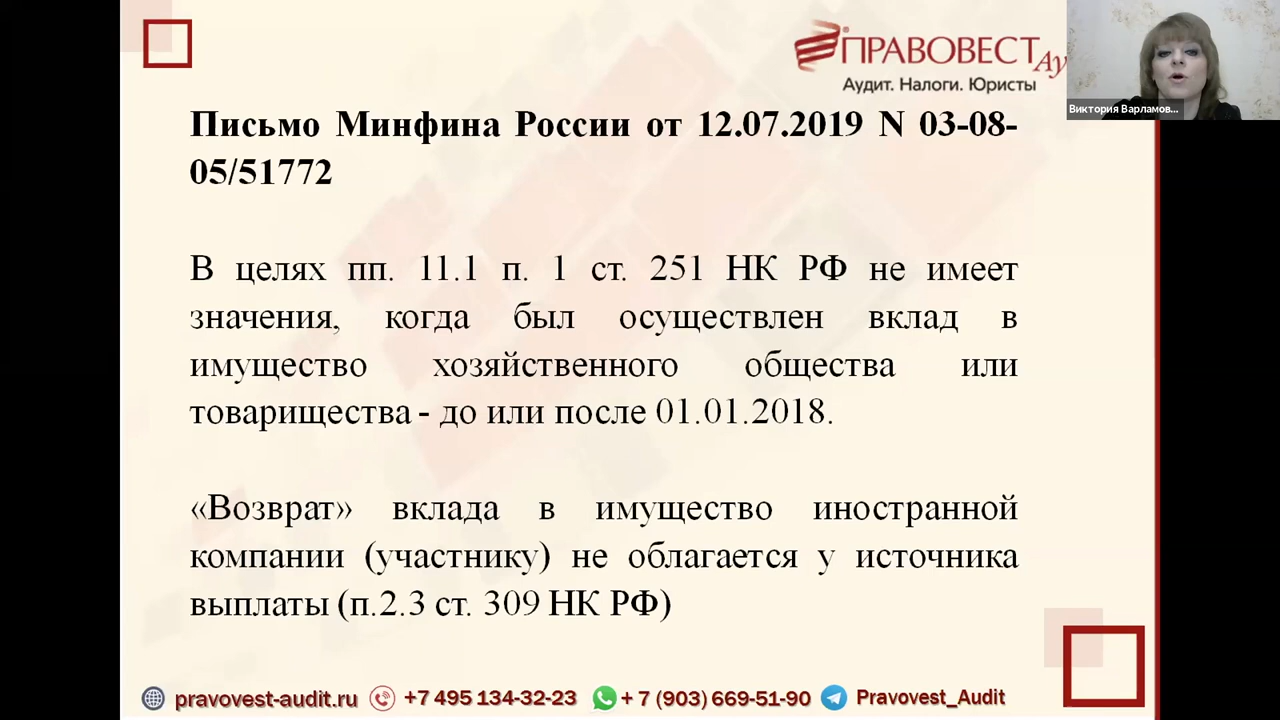 ПРАВОВЕСТ
Аудит. Налоги. Юристы
Виктория Варламов...
Письмо Минфина России от 12.07.2019 N 03-08-
05/51772
В целях пп. 11.1 п. 1 ст. 251 НК РФ не имеет
значения, когда был осуществлен вклад в
имущество хозяйственного общества или
товарищества - до или после 01.01.2018.
«Возврат» вклада в имущество иностранной
компании (участнику) не облагается у источника
выплаты (п.2.3 ст. 309 НК РФ)
pravovest-audit.ru +7 495 134-32-23 + 7 (903) 669-51-90 Pravovest_Audit